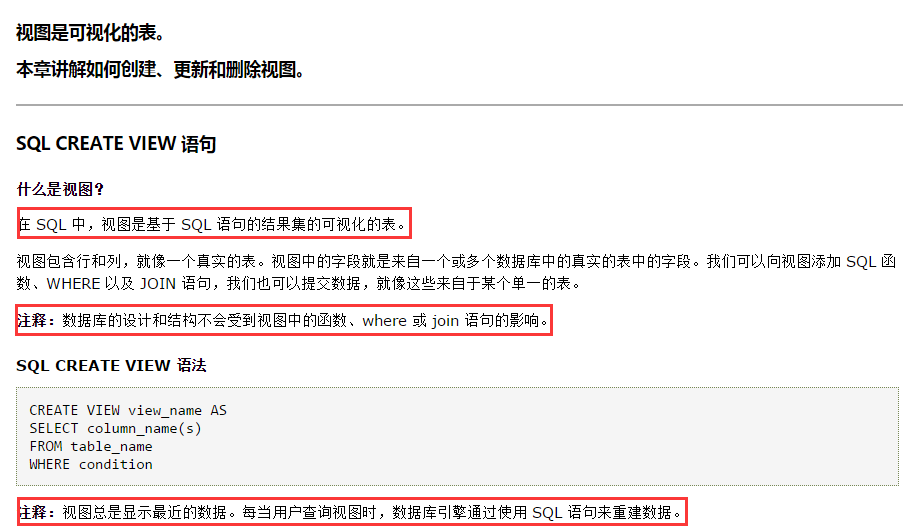 视图是可视化的表。
本章讲解如何创建、更新和删除视图。
SQL CREATE VIEW 语句
什么是视图？
在 SQL 中，视图是基于 SQL 语句的结果集的可视化的表。
视图包含行和列，就像一个真实的表。视图中的字段就是来自一个或多个数据库中的真实的表中的字段。我们可以向视图添加 SQL 函
数、WHERE 以及 JOIN 语句，我们也可以提交数据，就像这些来自于某个单一的表。
注释：数据库的设计和结构不会受到视图中的函数、where 或 join 语句的影响。
SQL CREATE VIEW 语法
CREATE VIEW view_name AS
SELECT column_name(s)
FROM table_name
WHERE condition
注释：视图总是显示最近的数据。每当用户查询视图时，数据库引擎通过使用 SQL 语句来重建数据。